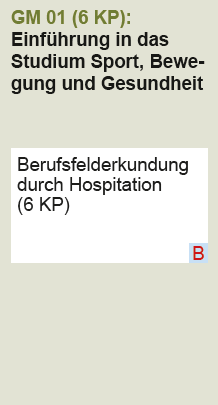 GM 01 (6 KP):
Einführung in das
Studium Sport, Bewe-
gung und Gesundheit
Berufsfelderkundung
durch Hospitation
(6 KP)
B